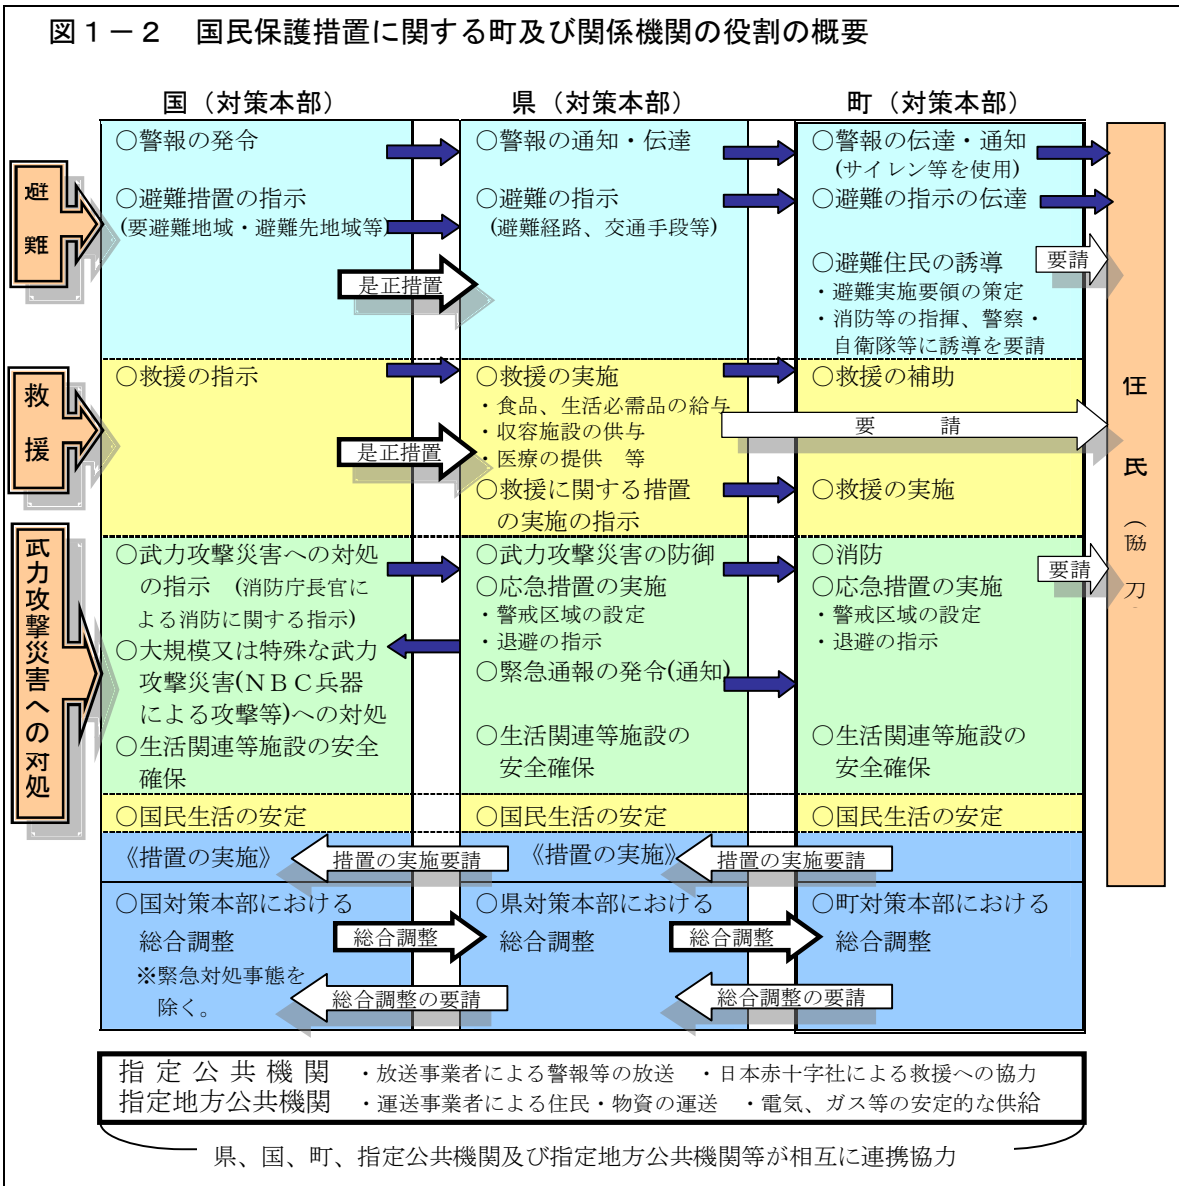 図１－２　国民保護措置に関する町及び関係機関の役割の概要
国（対策本部）
県（対策本部）
町（対策本部）
避難
○警報の発令
○警報の通知・伝達
○警報の伝達・通知
(サイレン等を使用)
○避難措置の指示
(要避難地域・避難先地域等)
○避難の指示
(避難経路、交通手段等)
○避難の指示の伝達
是正措置
○避難住民の誘導
・避難実施要領の策定
・消防等の指揮、警察・
自衛隊等に誘導を要請
要請
救援
○救援の指示
○救援の実施
・食品、生活必需品の給与
・収容施設の供与
・医療の提供　等
○救援の補助
是正措置
要　請
○救援に関する措置
の実施の指示
○救援の実施
住民（協力
武力攻撃災害への対処
○武力攻撃災害への対処
の指示　(消防庁長官に
よる消防に関する指示)
○大規模又は特殊な武力
攻撃災害(ＮＢＣ兵器
による攻撃等)への対処
○生活関連等施設の安全
確保
○武力攻撃災害の防御
○応急措置の実施
・警戒区域の設定
・退避の指示
○緊急通報の発令(通知)
○生活関連等施設の
安全確保
○消防
○応急措置の実施
・警戒区域の設定
・退避の指示
○生活関連等施設の
安全確保
要請
○国民生活の安定
○国民生活の安定
○国民生活の安定
《措置の実施》
措置の実施要請
《措置の実施》
措置の実施要請
○国対策本部における
総合調整
※緊急対処事態を
除く。
総合調整
○県対策本部における
総合調整
総合調整
○町対策本部における
総合調整
総合調整の要請
総合調整の要請
指定公共機関　・放送事業者による警報等の放送　・日本赤十字社による救援への協力
指定地方公共機関　・運送事業者による住民・物資の運送　・電気、ガス等の安定的な供給
県、国、町、指定公共機関及び指定地方公共機関等が相互に連携協力